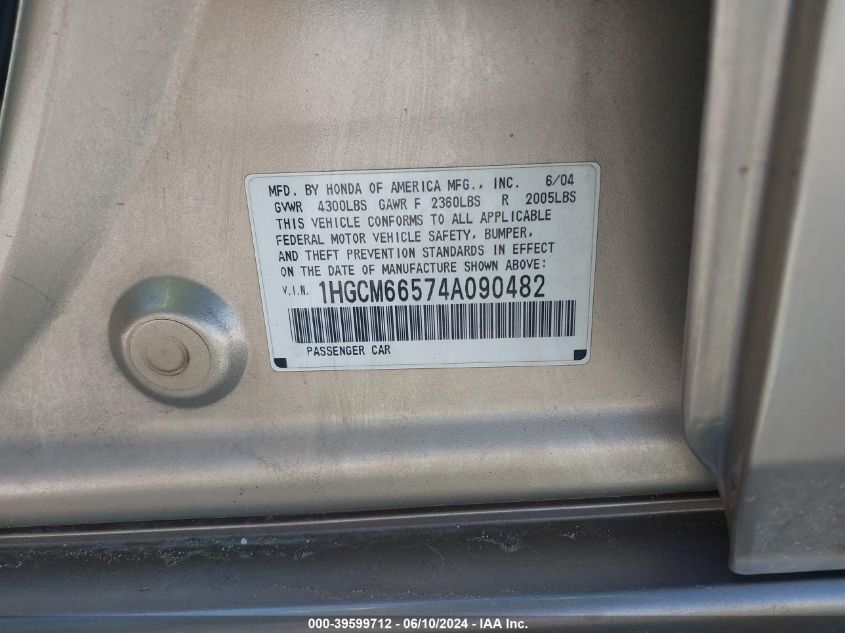 MFD. BY HONDA OF AMERICA MFG., INC. 6/04
GVWR 4300LBS GAWR F 2360LBS R 2005LBS
THIS VEHICLE CONFORMS TO ALL APPLICABLE
FEDERAL MOTOR VEHICLE SAFETY, BUMPER,
AND THEFT PREVENTION STANDARDS IN EFFECT
ON THE DATE OF MANUFACTURE SHOWN ABOVE:
V.I.N. 1HGCM66574A090482
PASSENGER CAR
000-39599712 - 06/10/2024 - IAA Inc.